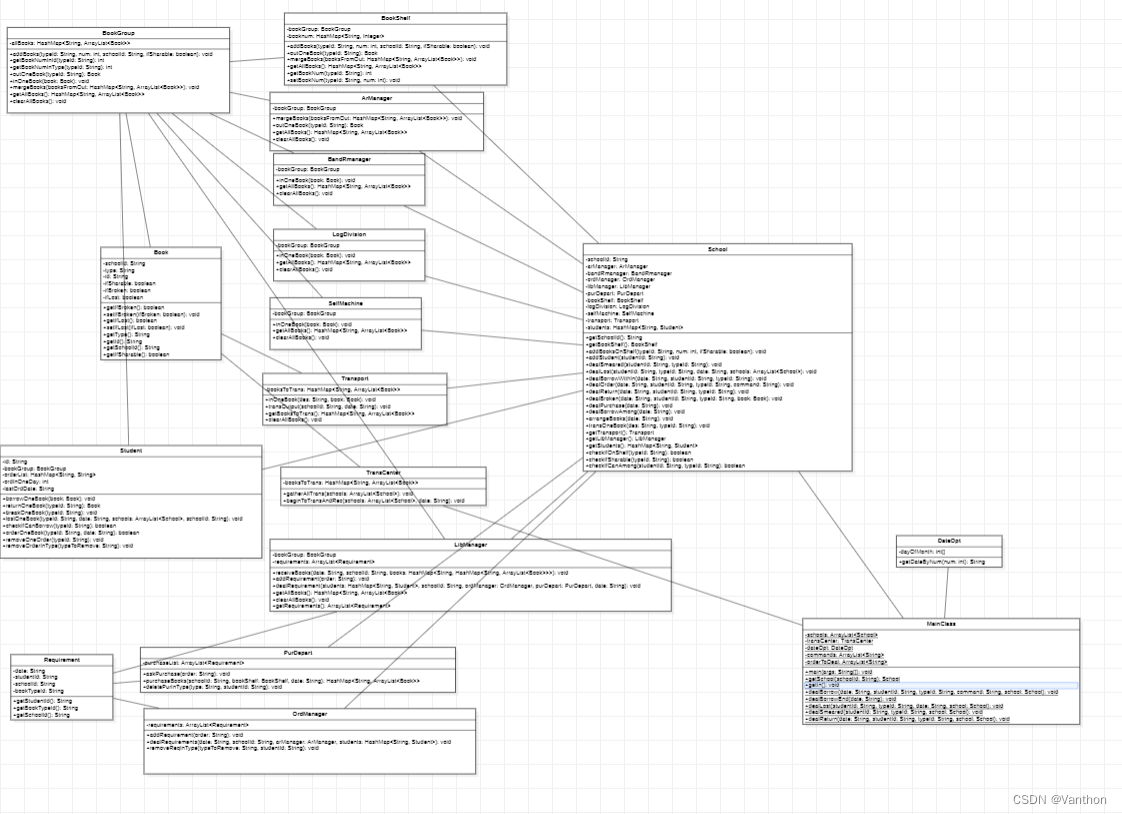 BookGroup
-allBooks: HashMap<String, ArrayList<Book>>
+addBooks(typeId: String, num: int, schoolId: String, ifSharable: boolean): void
+getBookNumInId(typeId: String): int
+getBookNumInType(typeId: String): int
+outOneBook(typeId: String): Book
+inOneBook(book: Book): void
+mergeBooks(booksFromOut: HashMap<String, ArrayList<Book>>): void
+getAllBooks(): HashMap<String, ArrayList<Book>>
+clearAllBooks(): void
BookShelf
-bookGroup: BookGroup
-booknum: HashMap<String, Integer>
+addBooks(typeId: String, num: int, schoolId: String, ifSharable: boolean): void
+outOneBook(typeId: String): Book
+mergeBooks(booksFromOut: HashMap<String, ArrayList<Book>>): void
+getAllBooks(): HashMap<String, ArrayList<Book>>
+getBookNum(typeId: String): int
+setBookNum(typeId: String, num: int): void
ArManager
-bookGroup: BookGroup
+mergeBooks(booksFromOut: HashMap<String, ArrayList<Book>>): void
+outOneBook(typeId: String): Book
+getAllBooks(): HashMap<String, ArrayList<Book>>
+clearAllBooks(): void
BandRmanager
-bookGroup: BookGroup
+inOneBook(book: Book): void
+getAllBooks(): HashMap<String, ArrayList<Book>>
+clearAllBooks(): void
LogDivision
-bookGroup: BookGroup
+inOneBook(book: Book): void
+getAllBooks(): HashMap<String, ArrayList<Book>>
+clearAllBooks(): void
SelfMachine
-bookGroup: BookGroup
+inOneBook(book: Book): void
+getAllBooks(): HashMap<String, ArrayList<Book>>
+clearAllBooks(): void
Book
-schoolId: String
-type: String
-id: String
-ifSharable: boolean
-ifBroken: boolean
-ifLost: boolean
+getIfBroken(): boolean
+setIfBroken(ifBroken: boolean): void
+getIfLost(): boolean
+setIfLost(ifLost: boolean): void
+getType(): String
+getId(): String
+getSchoolId(): String
+getIfSharable(): boolean
School
-schoolId: String
-arManager: ArManager
-bandRmanager: BandRmanager
-ordManager: OrdManager
-libManager: LibManager
-purDepart: PurDepart
-bookShelf: BookShelf
-logDivision: LogDivision
-selfMachine: SelfMachine
-transport: Transport
-students: HashMap<String, Student>
+getSchoolId(): String
+getBookShelf(): BookShelf
+addBooksOnShelf(typeId: String, num: int, ifSharable: boolean): void
+addStudent(studentId: String): void
+dealSmeared(studentId: String, typeId: String): void
+dealLost(studentId: String, typeId: String, date: String, schools: ArrayList<School>): void
+dealBorrowWithin(date: String, studentId: String, typeId: String): void
+dealOrder(date: String, studentId: String, typeId: String, command: String): void
+dealReturn(date: String, studentId: String, typeId: String): void
+dealBroken(date: String, studentId: String, typeId: String, book: Book): void
+dealPurchase(date: String): void
+dealBorrowAmong(date: String, studentId: String, typeId: String): void
+arrangeBooks(date: String): void
+transOneBook(des: String, typeId: String): void
+getTransport(): Transport
+getLibManager(): LibManager
+getStudents(): HashMap<String, Student>
+checkIfOnShelf(typeId: String): boolean
+checkIfSharable(typeId: String): boolean
+checkIfCanAmong(studentId: String, typeId: String): boolean
Transport
-booksToTrans: HashMap<String, ArrayList<Book>>
+inOneBook(des: String, book: Book): void
+transOutput(schoolId: String, date: String): void
+getBooksToTrans(): HashMap<String, ArrayList<Book>>
+clearAllBooks(): void
Student
-id: String
-bookGroup: BookGroup
-orderList: HashMap<String, String>
-ordInOneDay: int
-lastOrdDate: String
+borrowOneBook(book: Book): void
+returnOneBook(typeId: String): Book
+breakOneBook(typeId: String): void
+lostOneBook(typeId: String, date: String, schools: ArrayList<School>, schoolId: String): void
+checkIfCanBorrow(typeId: String): boolean
+orderOneBook(typeId: String, date: String): boolean
+removeOneOrder(typeId: String): void
+removeOrderInType(typeToRemove: String): void
TransCenter
-booksToTrans: HashMap<String, ArrayList<Book>>
+gatherAllTrans(schools: ArrayList<School>): void
+beginToTransAndRec(schools: ArrayList<School>, date: String): void
LibManager
-bookGroup: BookGroup
-requirements: ArrayList<Requirement>
+receiveBooks(date: String, schoolId: String, books: HashMap<String, HashMap<String, ArrayList<Book>>>): void
+addRequirement(order: String): void
+dealRequirement(students: HashMap<String, Student>, schoolId: String, ordManager: OrdManager, purDepart: PurDepart, date: String): void
+getAllBooks(): HashMap<String, ArrayList<Book>>
+clearAllBooks(): void
+getRequirements(): ArrayList<Requirement>
DateDpt
-dayOfMonth: int[]
+getDateByNum(num: int): String
MainClass
-schools: ArrayList<School>
-transCenter: TransCenter
-dateDpt: DateDpt
-commands: ArrayList<String>
-orderToDeal: ArrayList<String>
+main(args: String[]): void
+getSchool(schoolId: String): School
+getIn(): void
+dealBorrow(date: String, studentId: String, typeId: String, command: String, school: School): void
+dealBorrowEnd(date: String): void
+dealLost(studentId: String, typeId: String, date: String, school: School): void
+dealSmeared(studentId: String, typeId: String, school: School): void
+dealReturn(date: String, studentId: String, typeId: String, school: School): void
Requirement
-date: String
-studentId: String
-schoolId: String
-bookTypeId: String
+getStudentId(): String
+getBookTypeId(): String
+getSchoolId(): String
PurDepart
-purchaseList: ArrayList<Requirement>
+askPurchase(order: String): void
+purchaseBooks(schoolId: String, bookShelf: BookShelf, date: String): HashMap<String, ArrayList<Book>>
+deletePurInType(type: String, studentId: String): void
OrdManager
-requirements: ArrayList<Requirement>
+addRequirement(order: String): void
+dealRequirements(date: String, schoolId: String, arManager: ArManager, students: HashMap<String, Student>): void
+removeReqInType(typeToRemove: String, studentId: String): void
CSDN @Vanthon